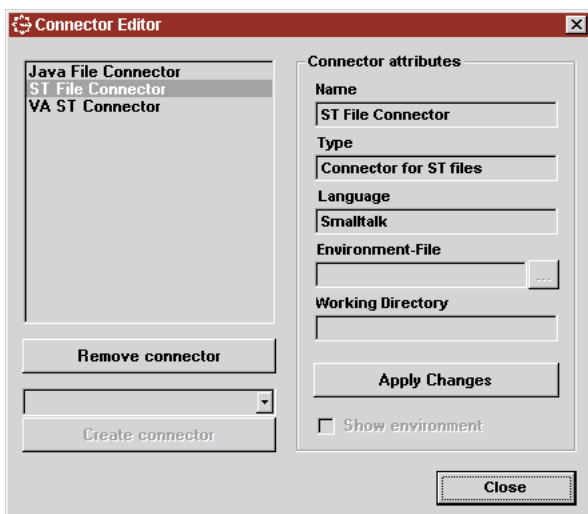 Connector Editor
Java File Connector
ST File Connector
VA ST Connector
Remove connector
Create connector
Connector attributes
Name
ST File Connector
Type
Connector for ST files
Language
Smalltalk
Environment-File
...
Working Directory
Apply Changes
Show environment
Close